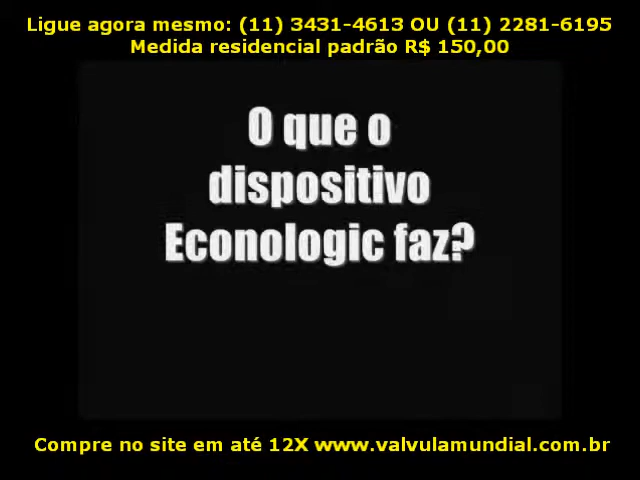 Ligue agora mesmo: (11) 3431-4613 OU (11) 2281-6195
Medida residencial padrão R$ 150,00
O que o
dispositivo
Econologic faz?
Compre no site em até 12X www.valvulamundial.com.br